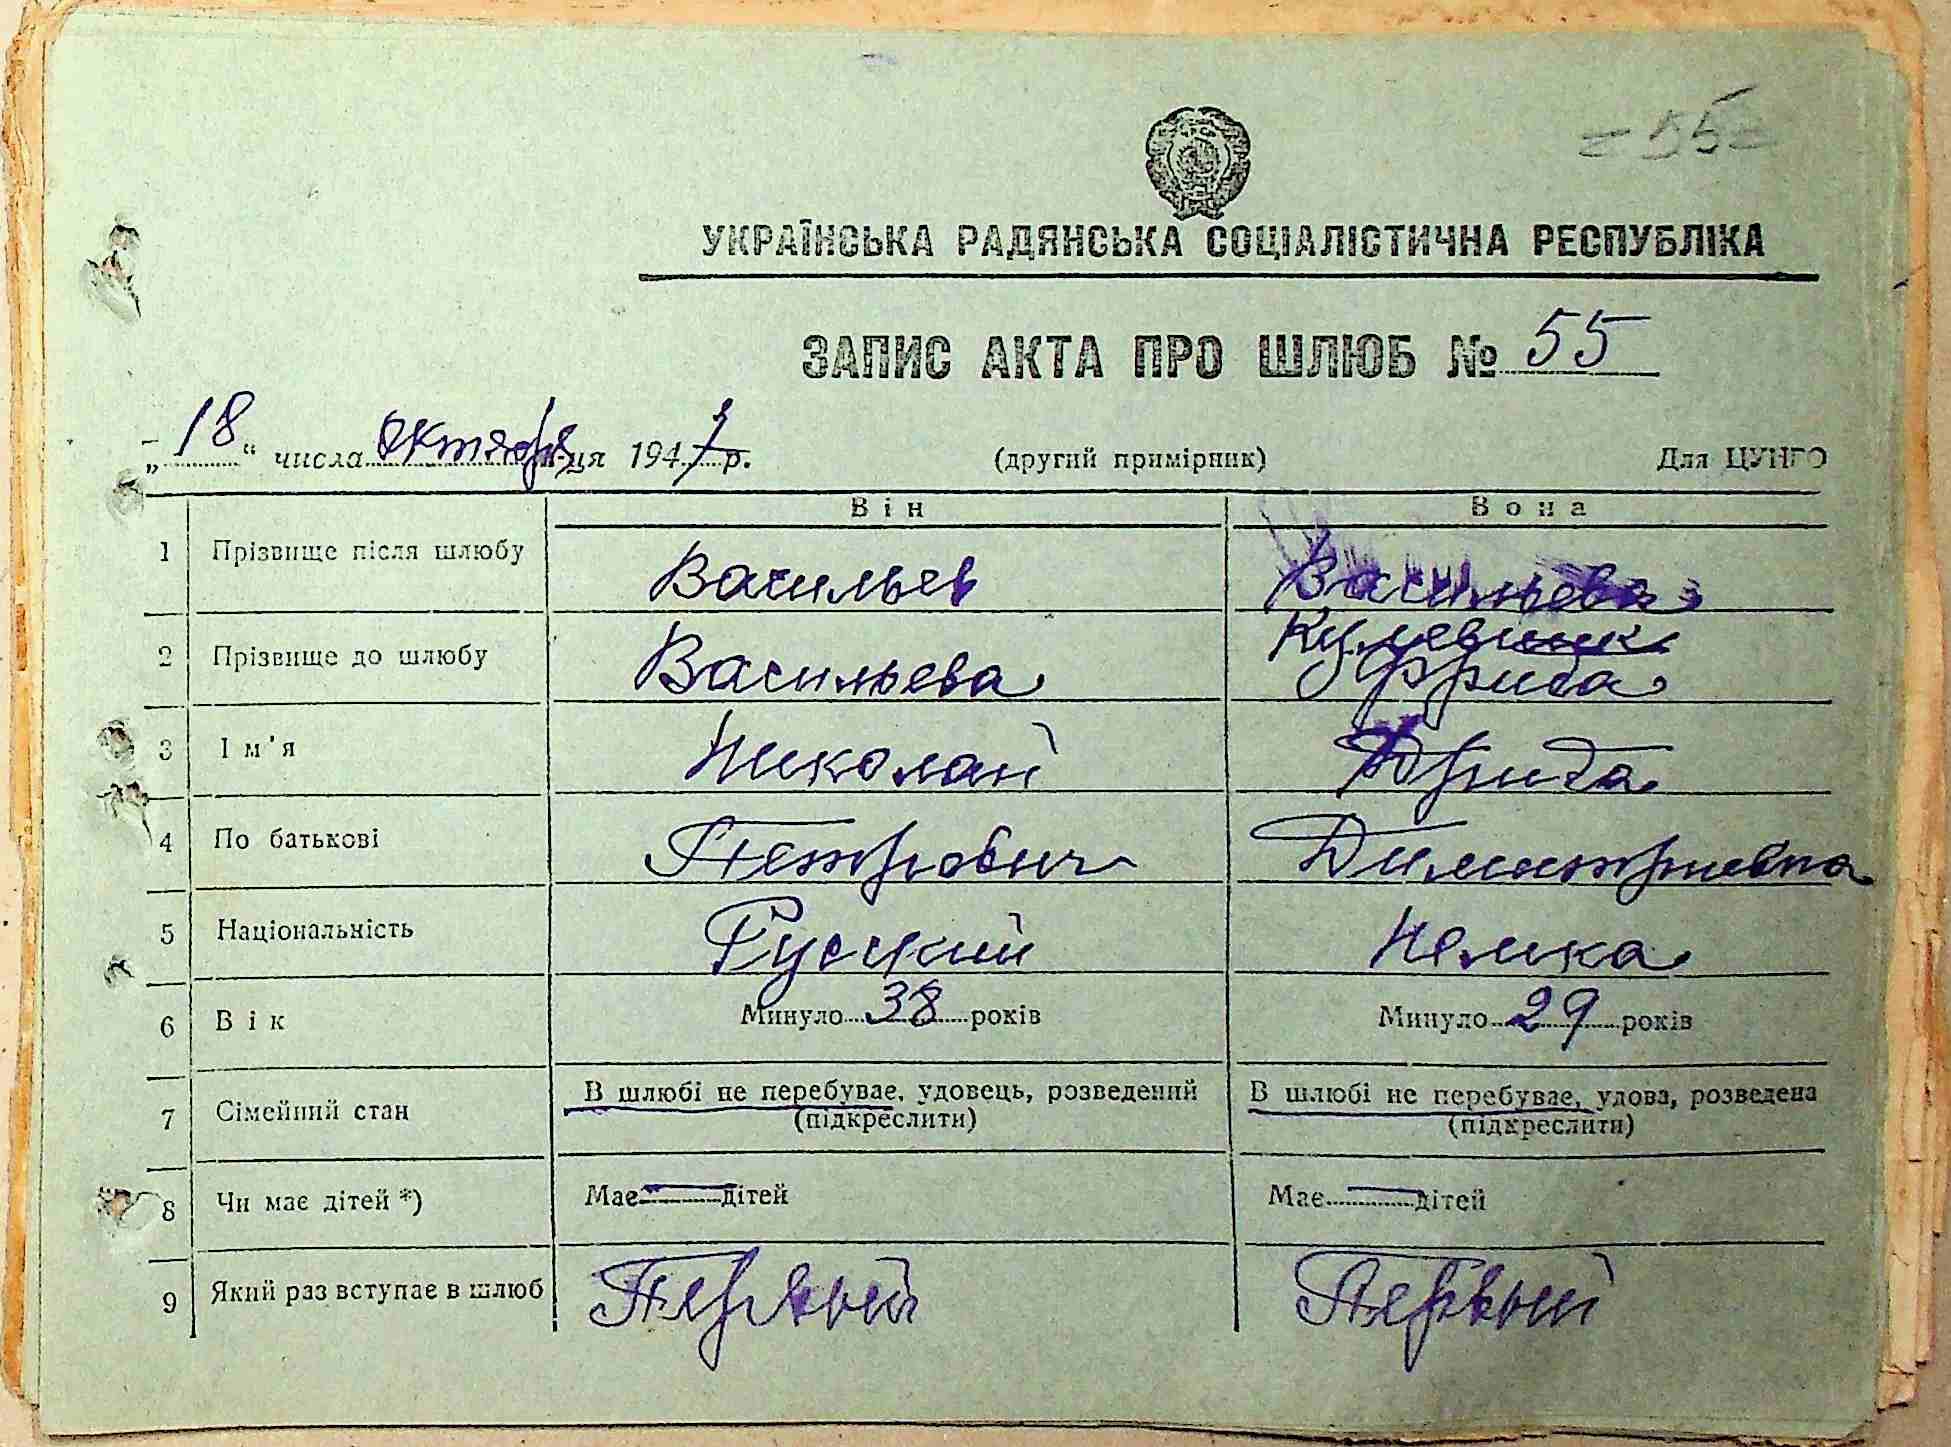 = 55 =
УКРАЇНСЬКА РАДЯНСЬКА СОЦІАЛІСТИЧНА РЕСПУБЛІКА
ЗАПИС АКТА ПРО ШЛЮБ № 55
„18“ числа октября м-ця 1947 р. (другий примірник) Для ЦУНГО
Він Вона
1 Прізвище після шлюбу Васильев Васильева
2 Прізвище до шлюбу Васильева Фрида
3 Ім'я Николай Фрида
4 По батькові Петрович Димитриевна
5 Національність Русский Немка
6 Вік Минуло 38 років Минуло 29 років
7 Сімейний стан В шлюбі не перебуває, удовець, розведений В шлюбі не перебуває, удова, розведена
(підкреслити) (підкреслити)
8 Чи має дітей *) Має — дітей Має — дітей
9 Який раз вступає в шлюб Первый Первый